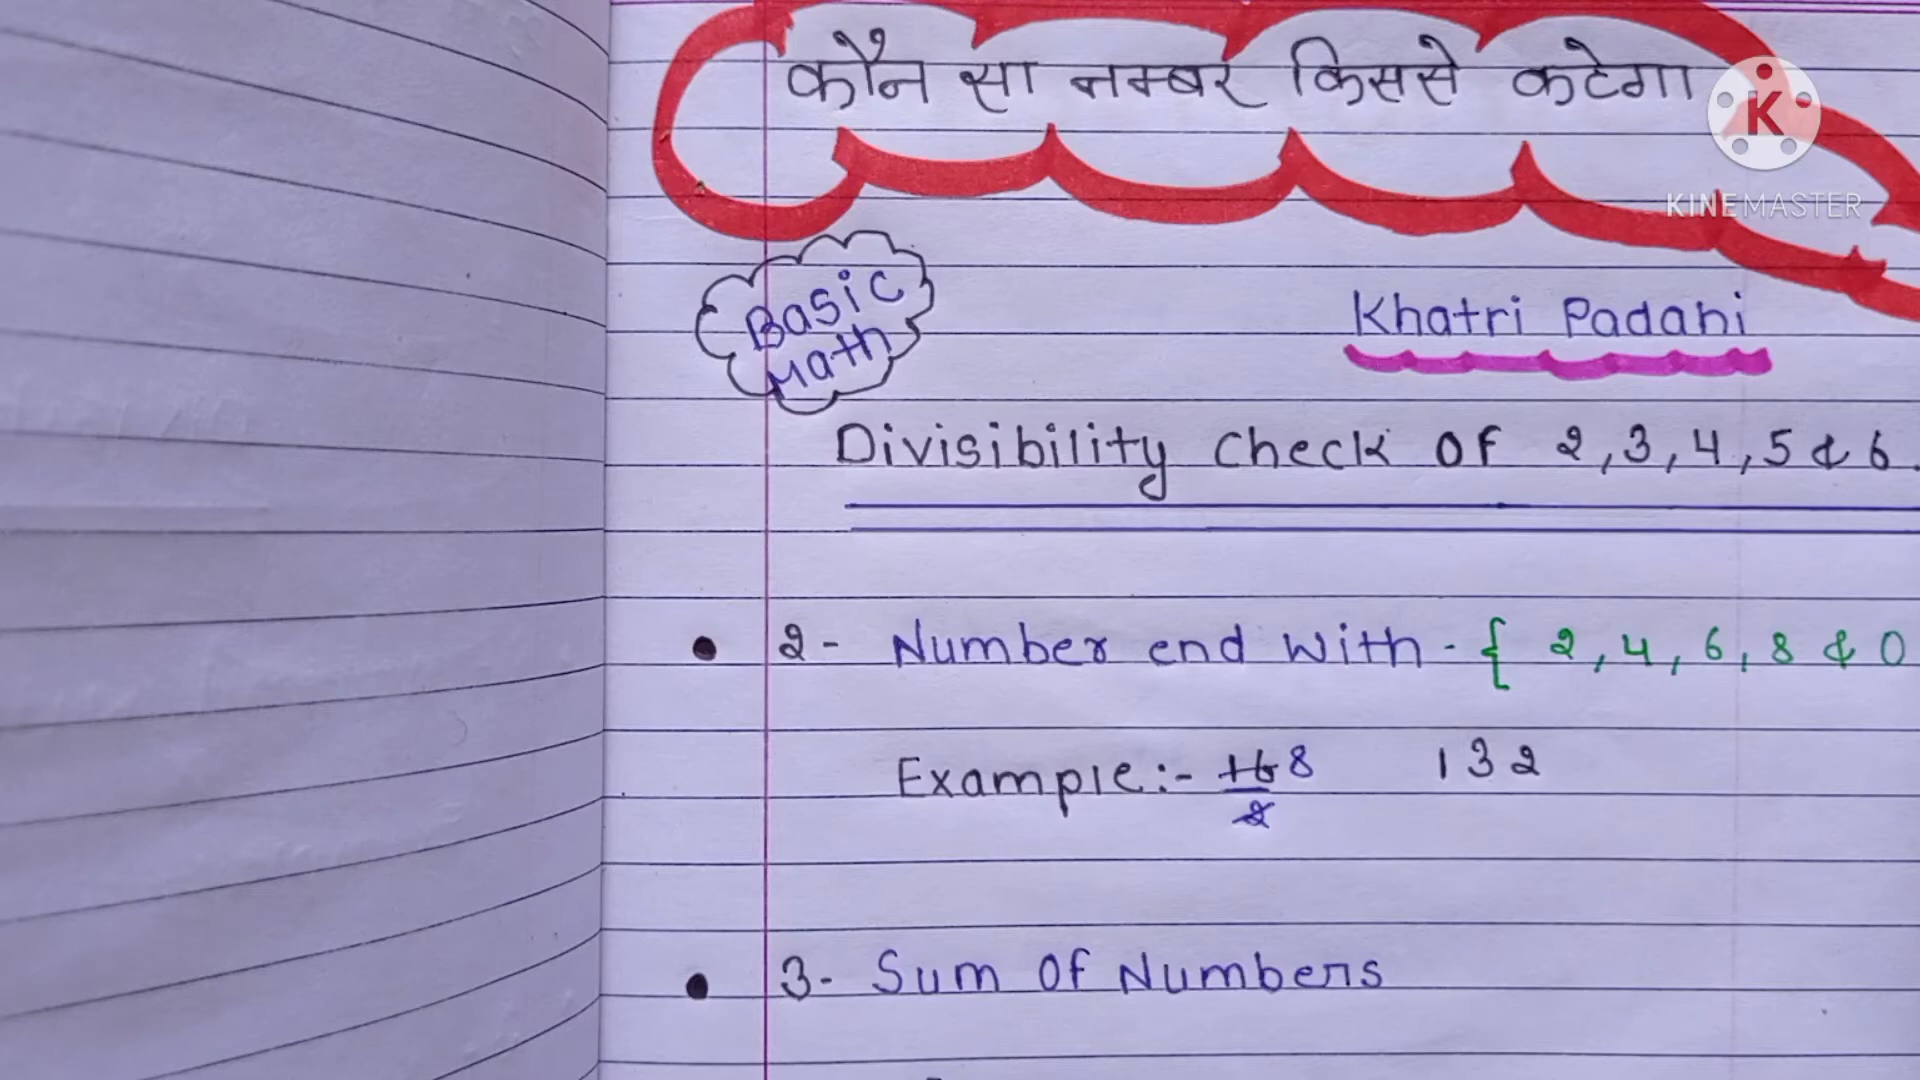 कौन सा नम्बर किससे कटेगा
K
KINEMASTER
Basic
Math
Khatri Padahi
Divisibility Check Of 2, 3, 4, 5 & 6.
• 2- Number end With - { 2, 4, 6, 8 & 0
Example:- 168 132
2
• 3- Sum Of Numbers